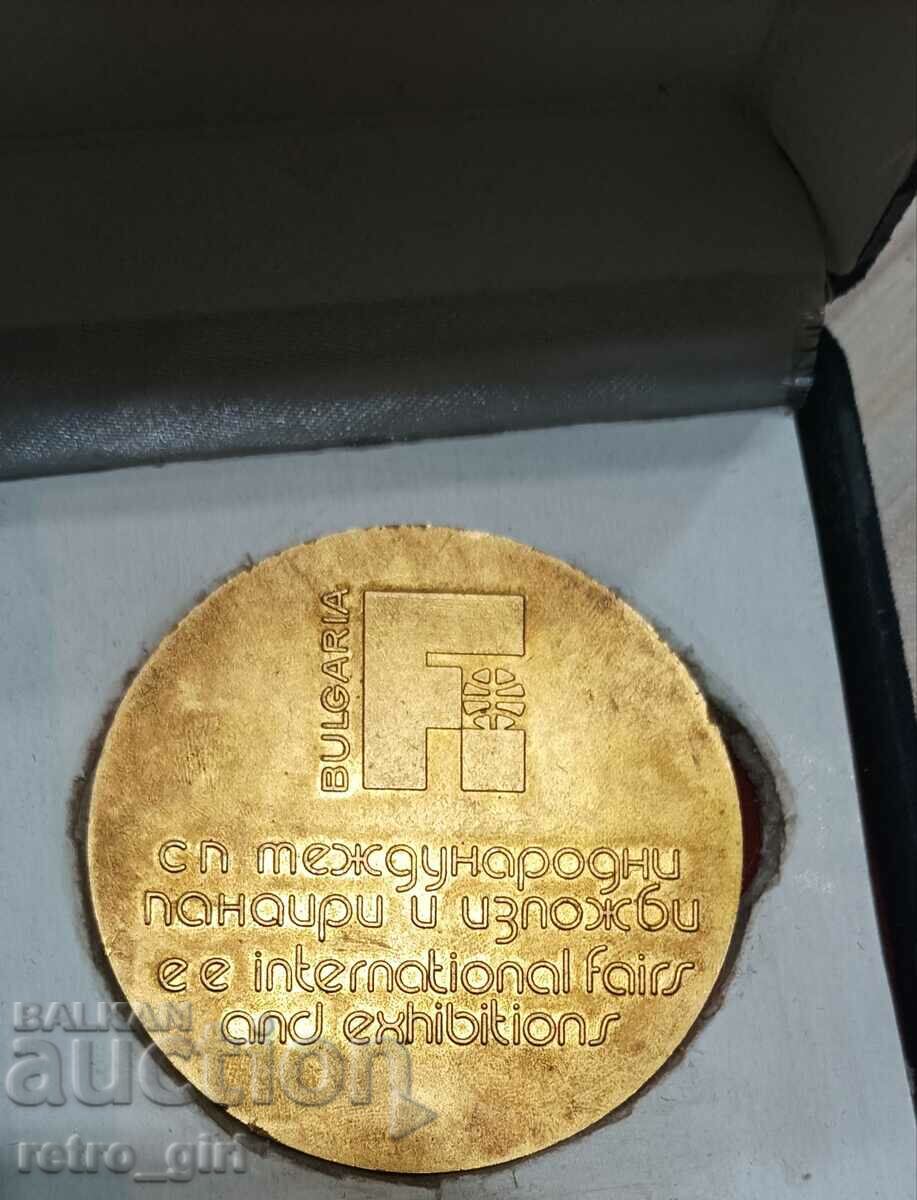 BULGARIA
сп международни
панаири и изложби
ee international fairs
and exhibitions
BALKAN
auction
retro_girl